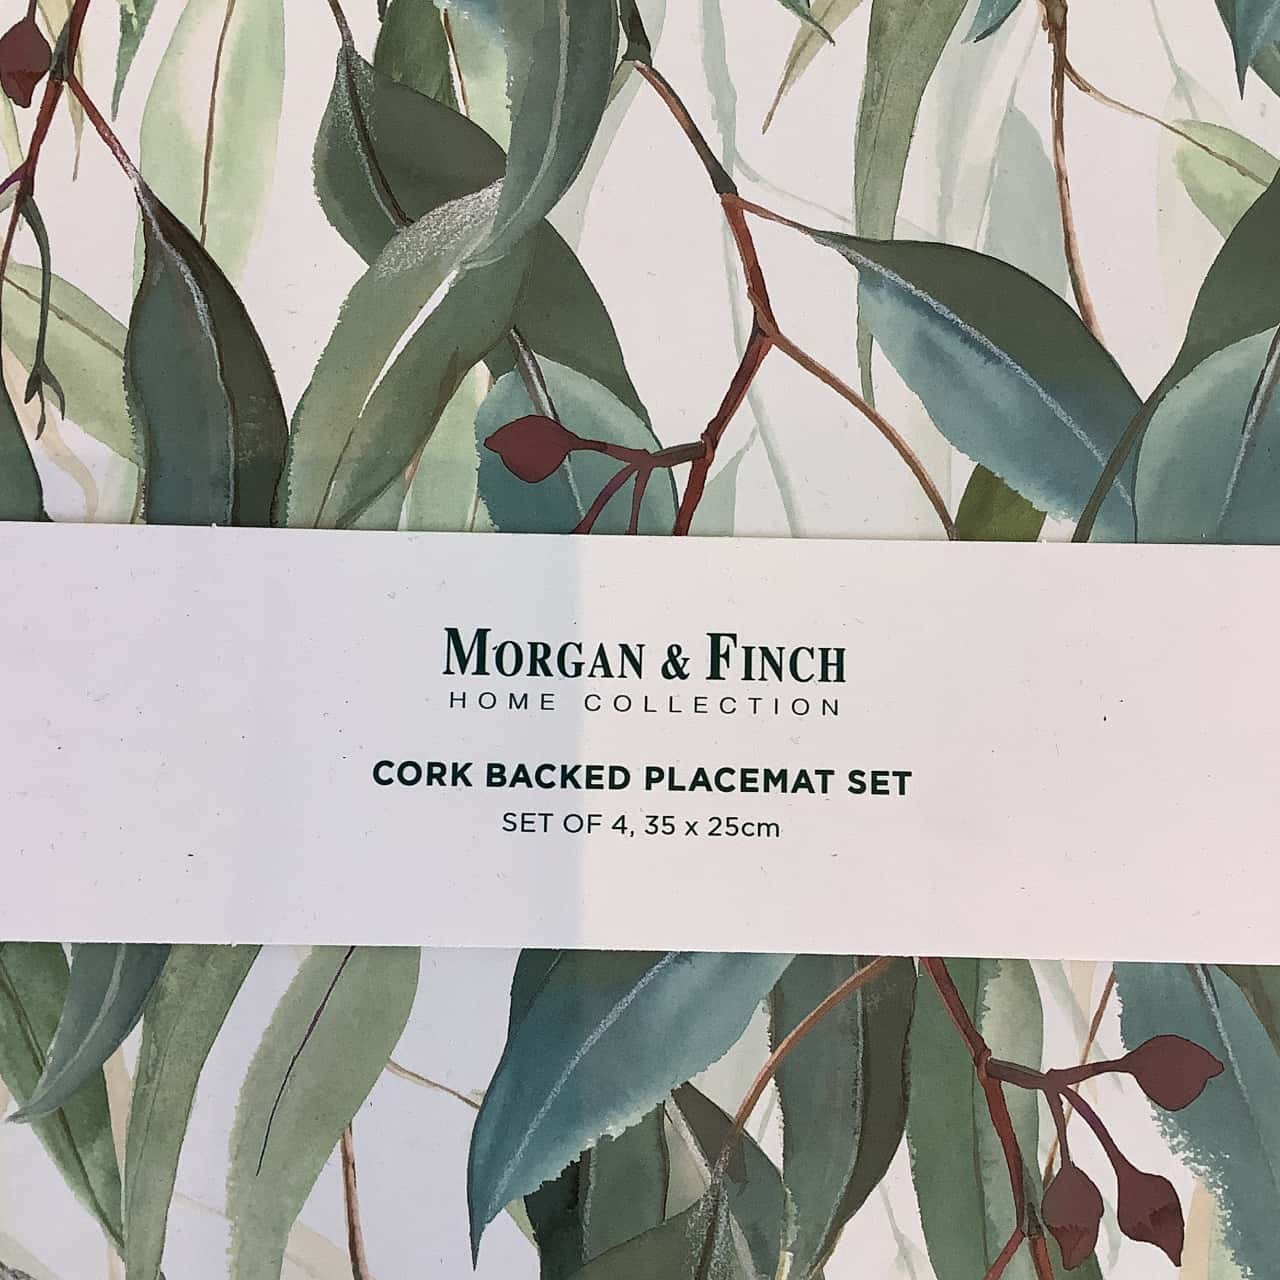 MORGAN & FINCH
HOME COLLECTION
CORK BACKED PLACEMAT SET
SET OF 4, 35 x 25cm